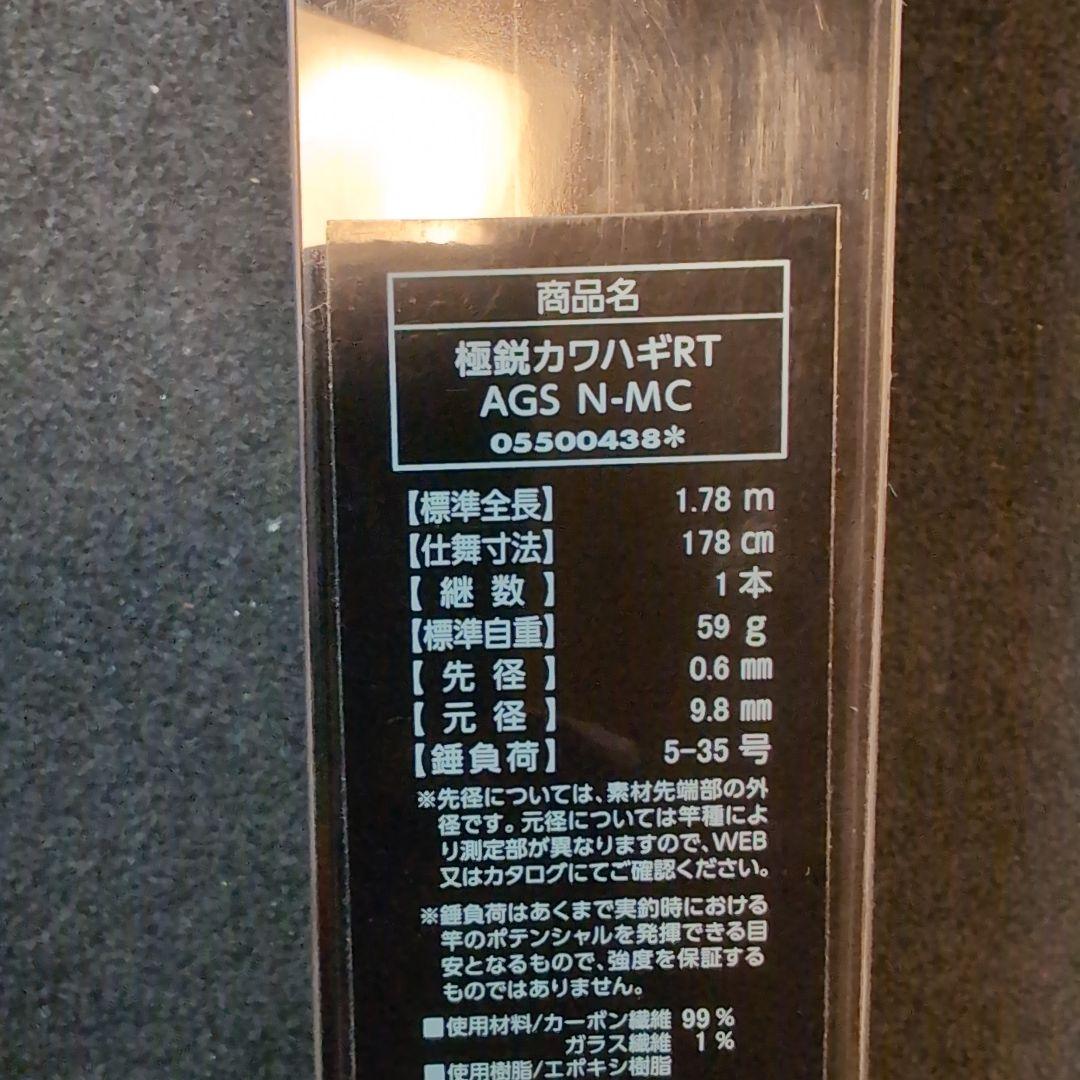 商品名
極鋭カワハギRT
AGS N-MC
05500438*
【標準全長】 1.78 m
【仕舞寸法】 178 ㎝
【継数】 1 本
【標準自重】 59 g
【先径】 0.6 ㎜
【元径】 9.8 ㎜
【錘負荷】 5-35 号
※先径については、素材先端部の外
径です。元径については竿種によ
り測定部が異なりますので、WEB
又はカタログにてご確認ください。
※錘負荷はあくまで実釣時における
竿のポテンシャルを発揮できる目
安となるもので、強度を保証する
ものではありません。
■使用材料/カーボン繊維 99 %
ガラス繊維 1 %
■使用樹脂/エポキシ樹脂